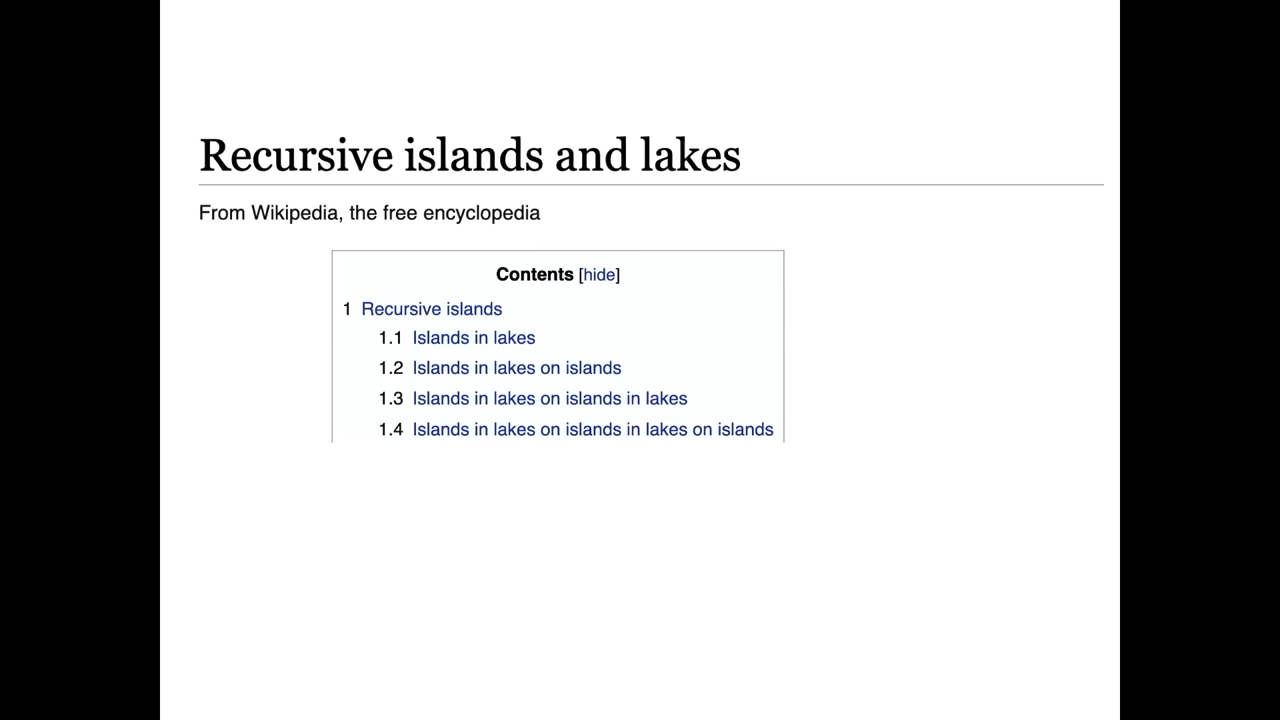 Recursive islands and lakes
From Wikipedia, the free encyclopedia
Contents [hide]
1 Recursive islands
1.1 Islands in lakes
1.2 Islands in lakes on islands
1.3 Islands in lakes on islands in lakes
1.4 Islands in lakes on islands in lakes on islands